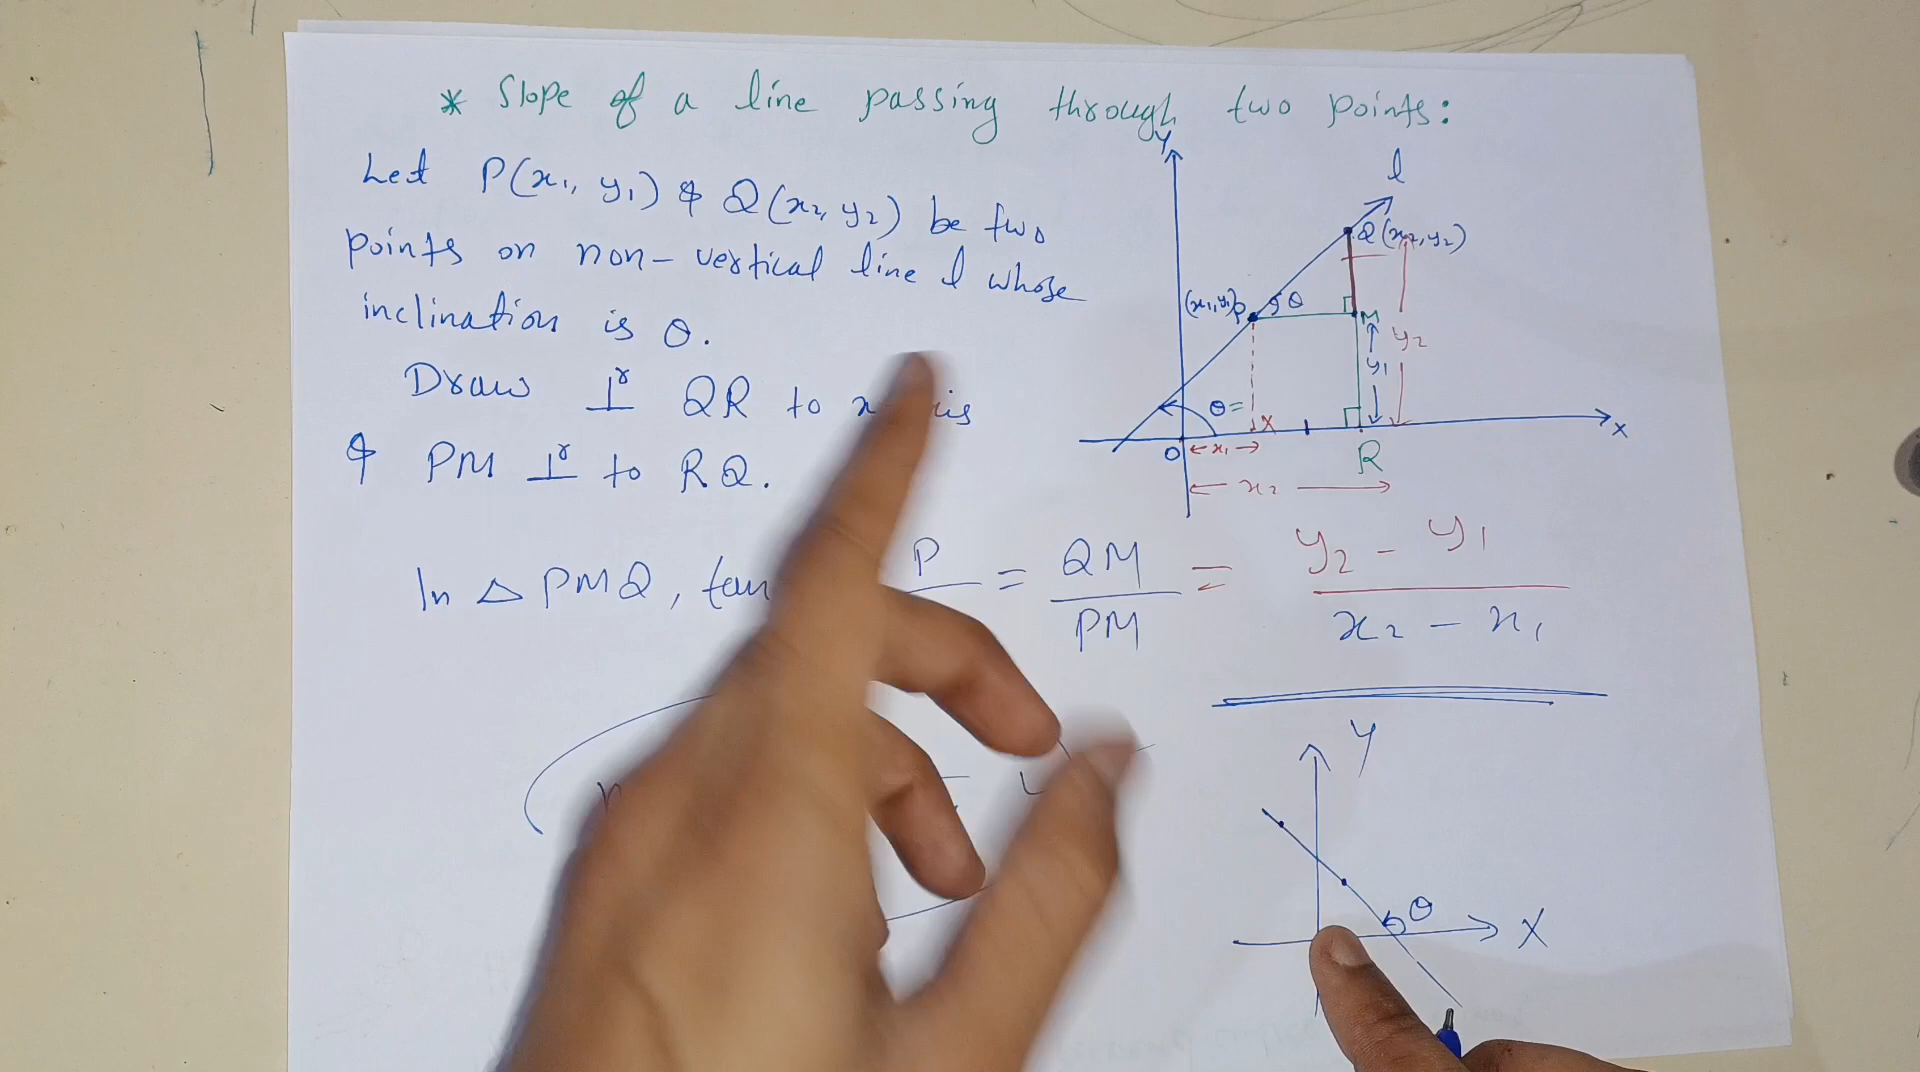 * Slope of a line passing through two points:
Let P(x₁, y₁) & Q(x₂, y₂) be two
points on non-vertical line l whose
inclination is θ.
Draw ⊥ʳ QR to x-
& PM ⊥ʳ to RQ.
In △ PMQ, tan P/ = QM/PM = y₂ - y₁ / x₂ - x₁
Y
l
Q(x₂, y₂)
(x₁, y₁) P θ
M
y₁
y₂
θ=
X
O x₁ R
x₂
Y
θ
X